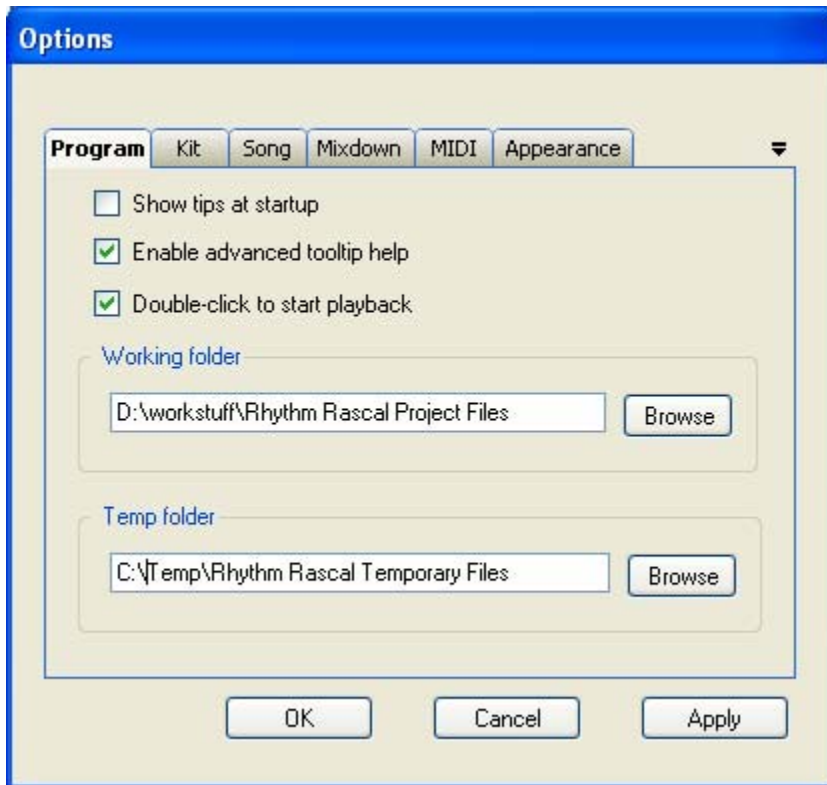 Options
Program Kit Song Mixdown MIDI Appearance
Show tips at startup
Enable advanced tooltip help
Double-click to start playback
Working folder
D:\workstuff\Rhythm Rascal Project Files Browse
Temp folder
C:\Temp\Rhythm Rascal Temporary Files Browse
OK Cancel Apply